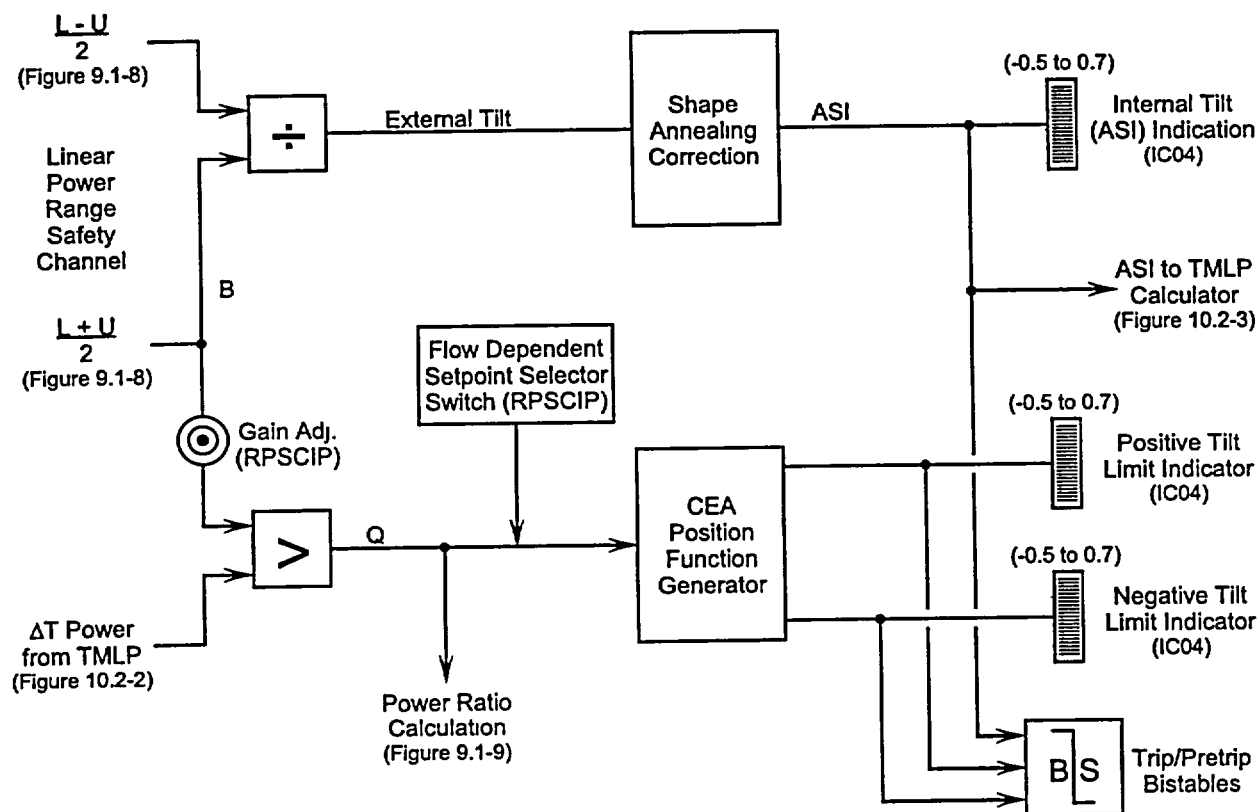 L - U
2
(Figure 9.1-8)
÷
External Tilt
Shape
Annealing
Correction
ASI
(-0.5 to 0.7)
Internal Tilt
(ASI) Indication
(IC04)
Linear
Power
Range
Safety
Channel
B
ASI to TMLP
Calculator
(Figure 10.2-3)
L + U
2
(Figure 9.1-8)
Flow Dependent
Setpoint Selector
Switch (RPSCIP)
Gain Adj.
(RPSCIP)
(-0.5 to 0.7)
Positive Tilt
Limit Indicator
(IC04)
>
Q
CEA
Position
Function
Generator
(-0.5 to 0.7)
Negative Tilt
Limit Indicator
(IC04)
ΔT Power
from TMLP
(Figure 10.2-2)
Power Ratio
Calculation
(Figure 9.1-9)
B S
Trip/Pretrip
Bistables